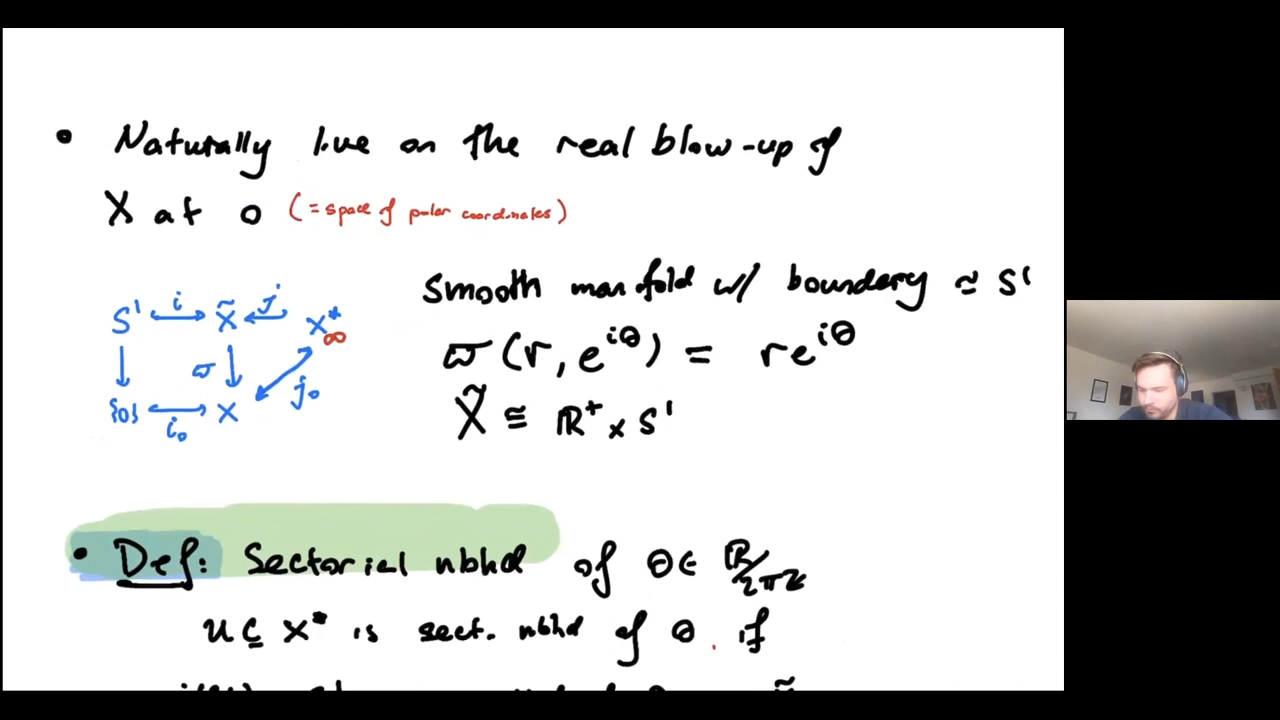 • Naturally live on the real blow-up of
X at 0 (= space of polar coordinates)
smooth manifold w/ boundary ≃ S¹
S¹ ↔ X̃ ← X*
i
j
∞
ϖ (r, e^{iθ}) = re^{iθ}
ϖ
j₀
{0} ↔ X
i₀
X̃ ≅ ℝ⁺ × S¹
• Def: Sectorial nbhd of θ ∈ ℝ/2πℤ
U ⊆ X* is sect. nbhd of θ if